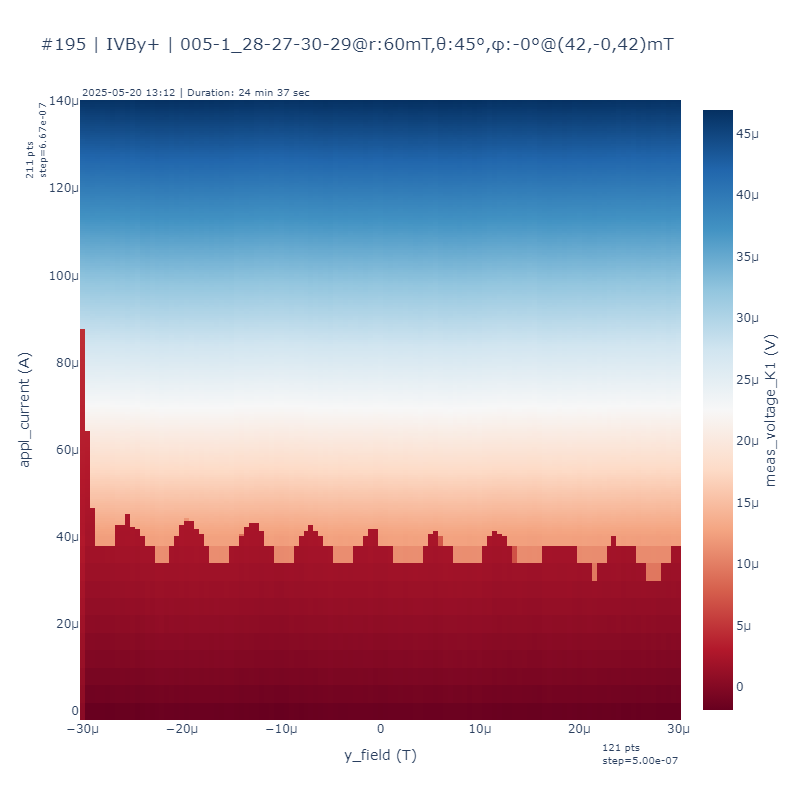 #195 | IVBy+ | 005-1_28-27-30-29@r:60mT,θ:45°,φ:-0°@(42,-0,42)mT
2025-05-20 13:12 | Duration: 24 min 37 sec
211 pts
step=6.67e-07
140μ
120μ
100μ
80μ
60μ
40μ
20μ
0
appl_current (A)
−30μ
−20μ
−10μ
0
10μ
20μ
30μ
y_field (T)
121 pts
step=5.00e-07
45μ
40μ
35μ
30μ
25μ
20μ
15μ
10μ
5μ
0
meas_voltage_K1 (V)